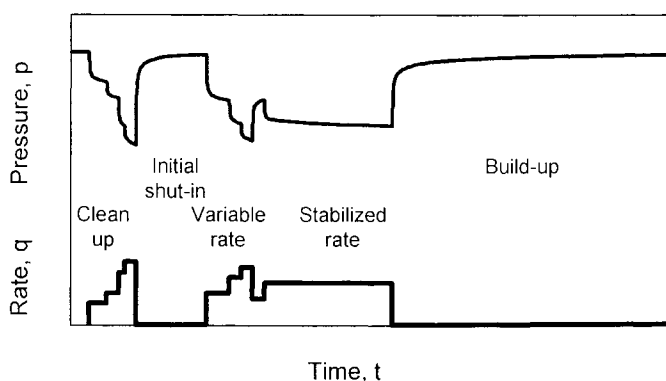 Pressure, p
Rate, q
Initial
shut-in
Build-up
Clean
up
Variable
rate
Stabilized
rate
Time, t